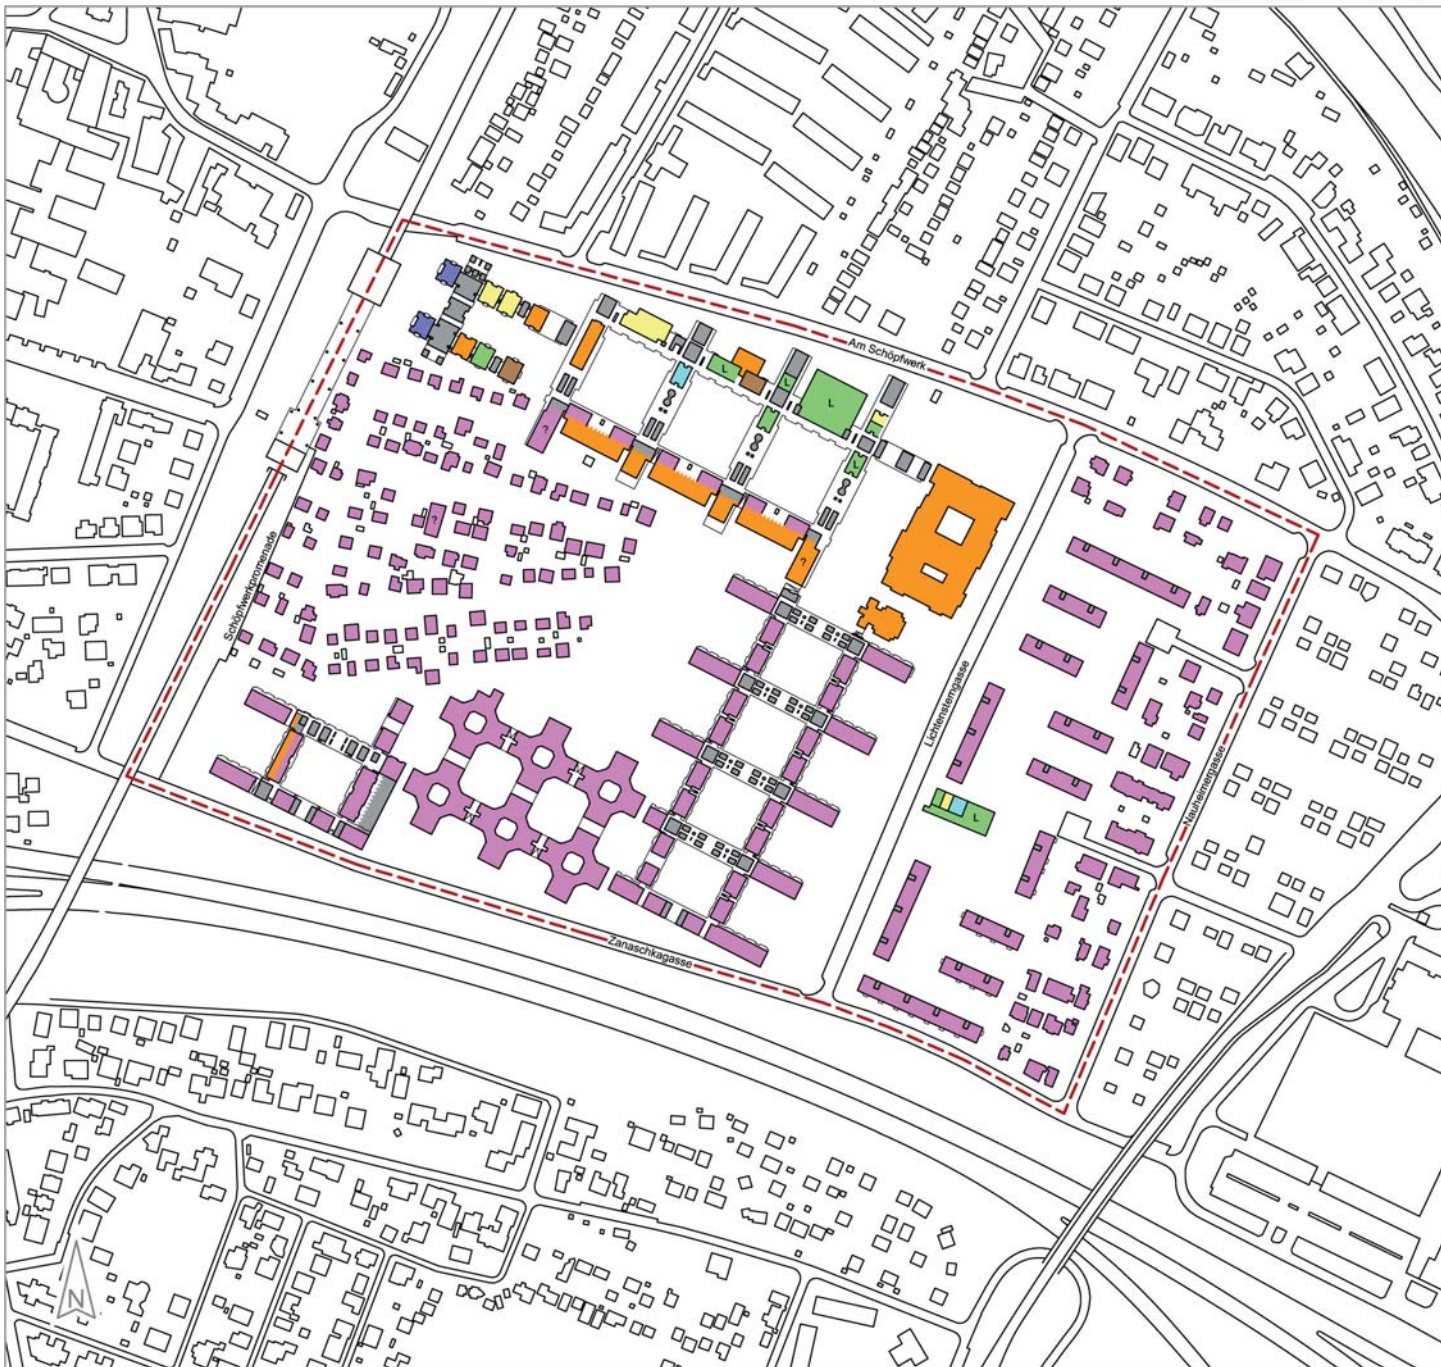 Am Schöpfwerk
L
L
L
L
L
?
?
?
Schöpfwerkpromenade
Lichtensterngasse
Nauheimergasse
L
Zanaschkagasse
N